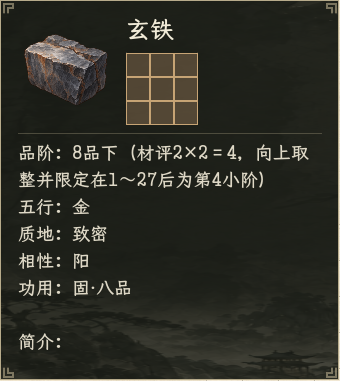 玄铁
品阶：8品下（材评2×2=4，向上取
整并限定在1～27后为第4小阶）
五行：金
质地：致密
相性：阳
功用：固·八品
简介：